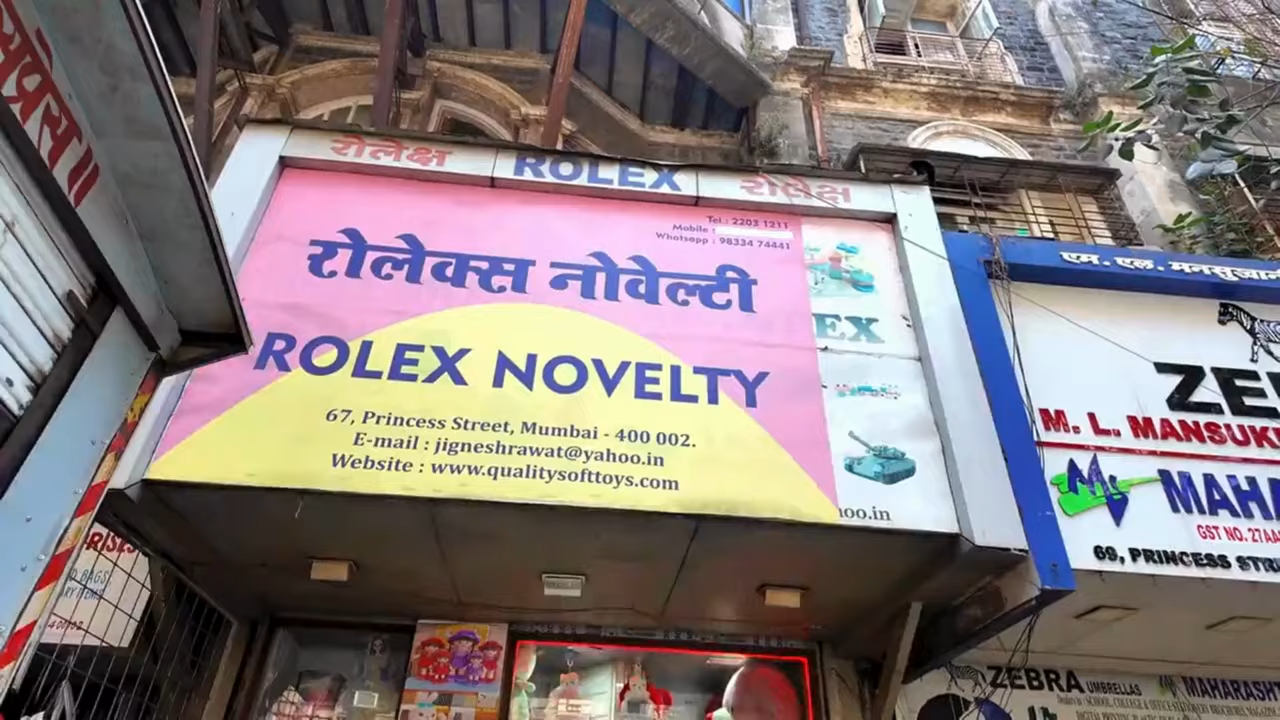 रोलेक्ष ROLEX रोलेक्ष
Tel.: 2203 1211
Mobile :
Whatsapp : 98334 74441
रोलेक्स नोवेल्टी
ROLEX NOVELTY
67, Princess Street, Mumbai - 400 002.
E-mail : jigneshrawat@yahoo.in
Website : www.qualitysofttoys.com
EX
hoo.in
एम. एल. मनसुखानी
ZE
M. L. MANSUK
MAHA
GST NO. 27AA
69, PRINCESS STR
ZEBRA UMBRELLAS
MAHARASH